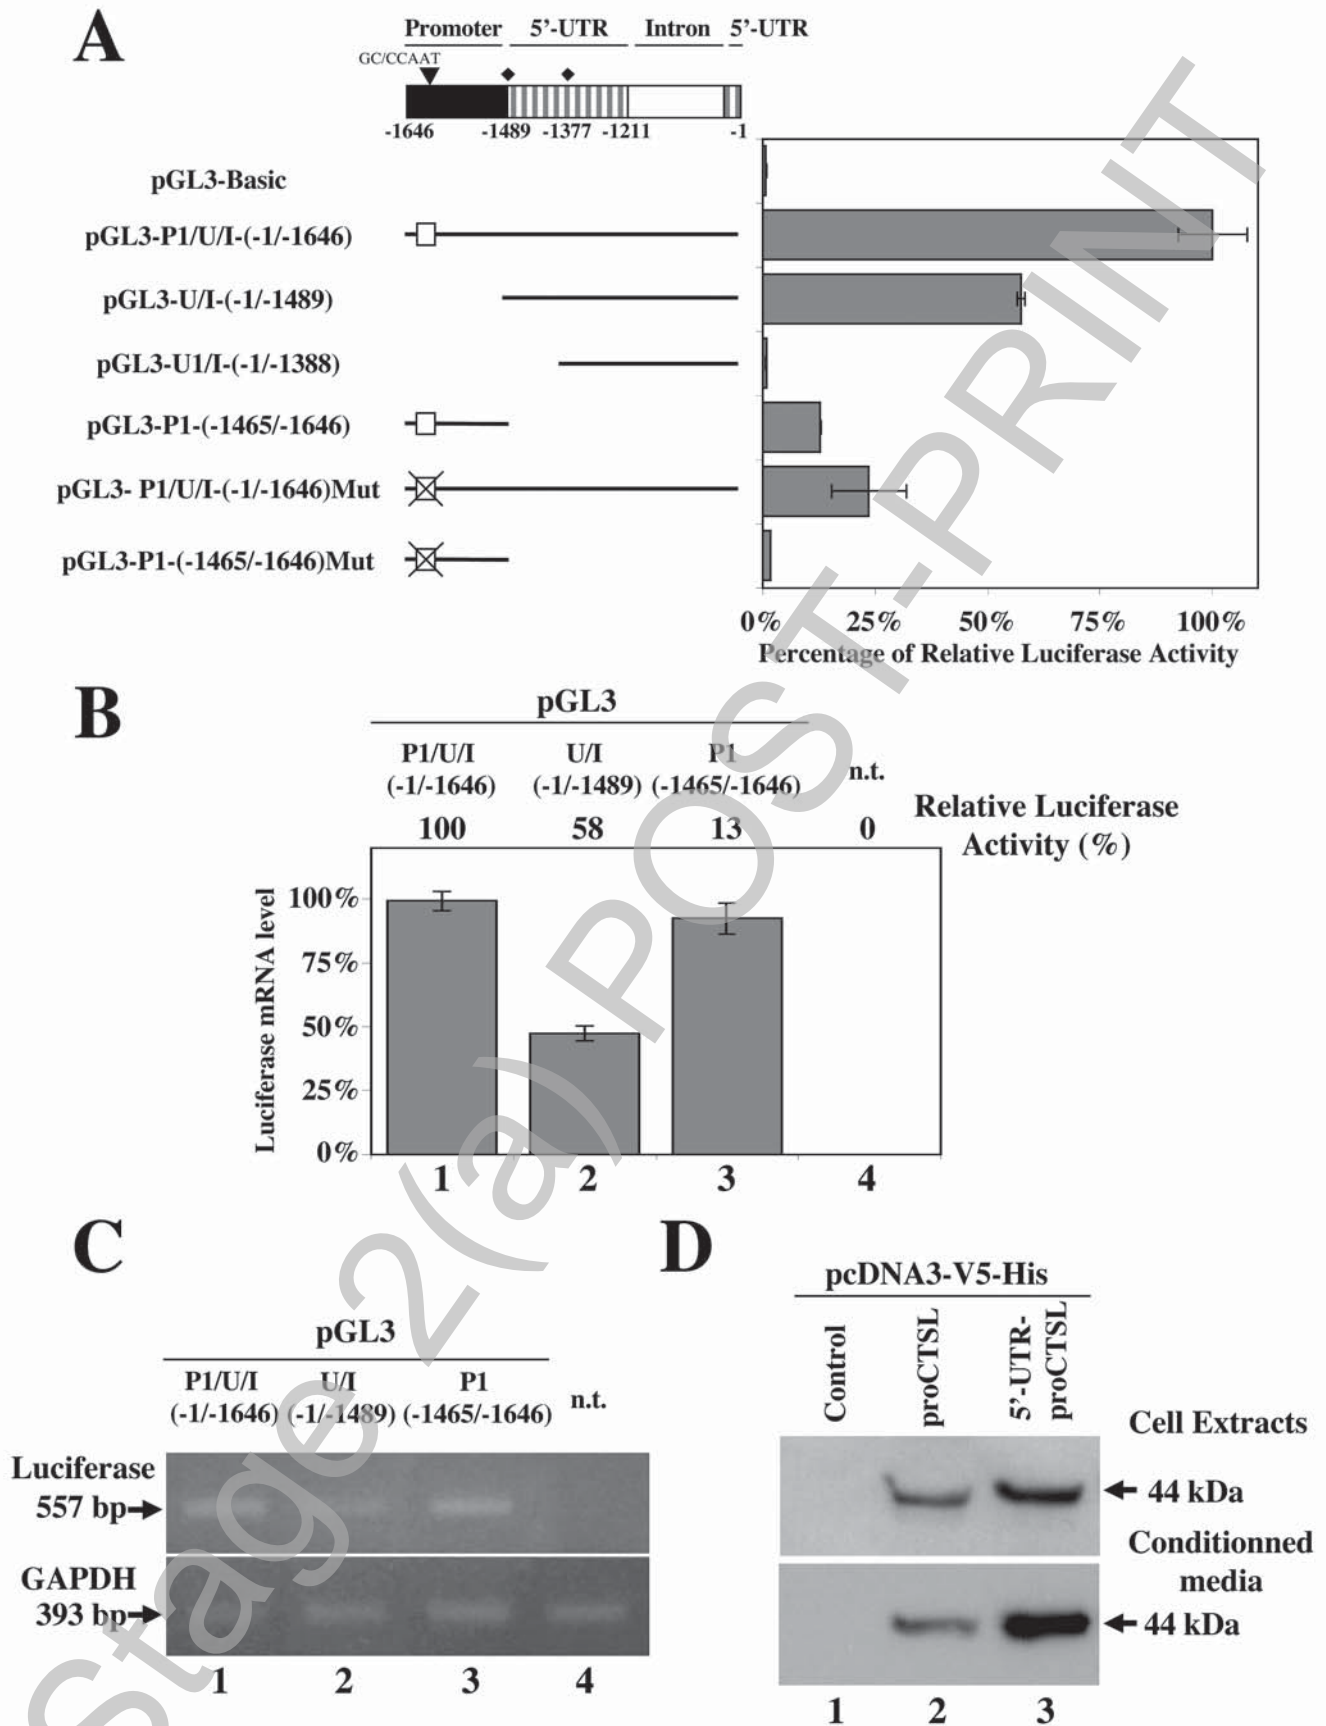 A
Promoter 5’-UTR Intron 5’-UTR
GC/CCAAT
-1646 -1489 -1377 -1211 -1
pGL3-Basic
pGL3-P1/U/I-(-1/-1646)
pGL3-U/I-(-1/-1489)
pGL3-U1/I-(-1/-1388)
pGL3-P1-(-1465/-1646)
pGL3- P1/U/I-(-1/-1646)Mut
pGL3-P1-(-1465/-1646)Mut
0% 25% 50% 75% 100%
Percentage of Relative Luciferase Activity
B
pGL3
P1/U/I U/I P1 n.t.
(-1/-1646) (-1/-1489) (-1465/-1646)
100 58 13 0
Relative Luciferase
Activity (%)
Luciferase mRNA level
100%
75%
50%
25%
0%
1 2 3 4
C
pGL3
P1/U/I U/I P1 n.t.
(-1/-1646) (-1/-1489) (-1465/-1646)
Luciferase
557 bp
GAPDH
393 bp
1 2 3 4
D
pcDNA3-V5-His
Control
proCTSL
5’-UTR-
proCTSL
Cell Extracts
44 kDa
Conditionned
media
44 kDa
1 2 3
Stage 2(a) POST-PRINT